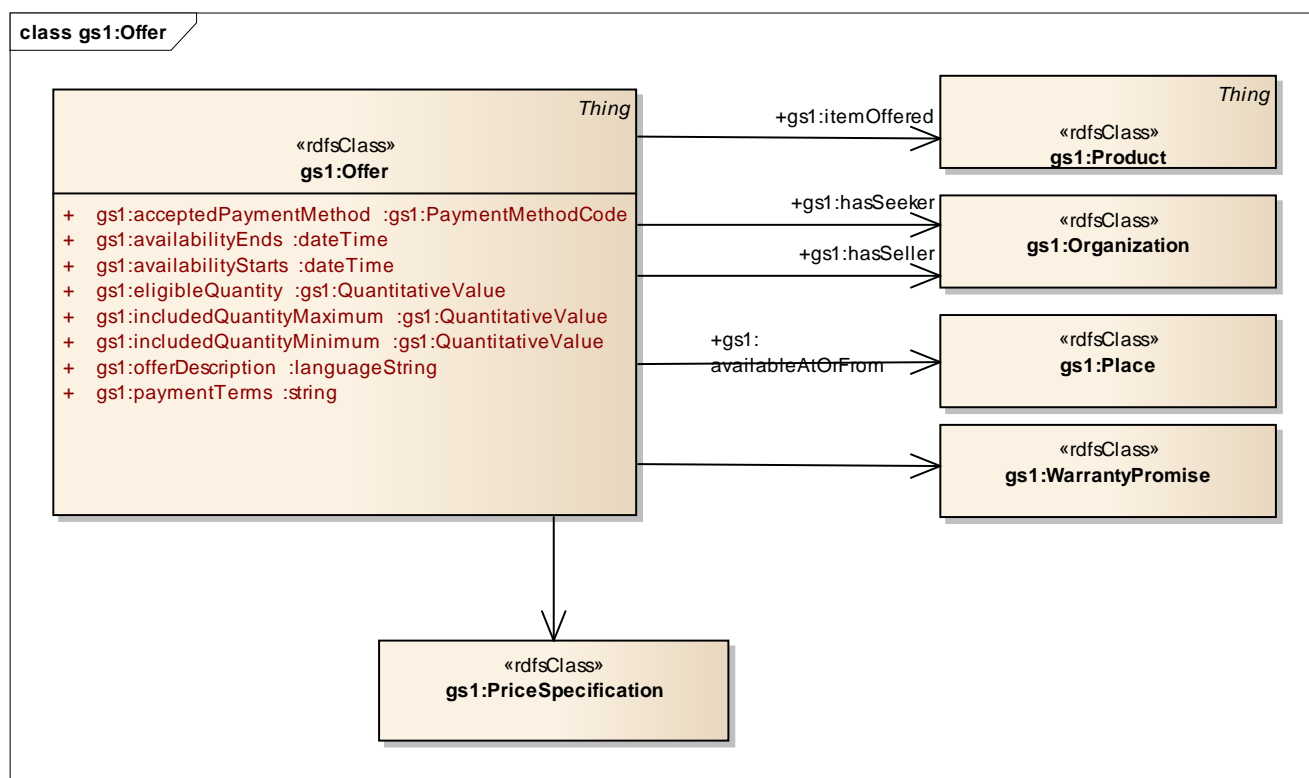 class gs1:Offer
Thing
«rdfsClass»
gs1:Offer
+ gs1:acceptedPaymentMethod :gs1:PaymentMethodCode
+ gs1:availabilityEnds :dateTime
+ gs1:availabilityStarts :dateTime
+ gs1:eligibleQuantity :gs1:QuantitativeValue
+ gs1:includedQuantityMaximum :gs1:QuantitativeValue
+ gs1:includedQuantityMinimum :gs1:QuantitativeValue
+ gs1:offerDescription :languageString
+ gs1:paymentTerms :string
+gs1:itemOffered
Thing
«rdfsClass»
gs1:Product
+gs1:hasSeeker
+gs1:hasSeller
«rdfsClass»
gs1:Organization
+gs1:
availableAtOrFrom
«rdfsClass»
gs1:Place
«rdfsClass»
gs1:WarrantyPromise
«rdfsClass»
gs1:PriceSpecification